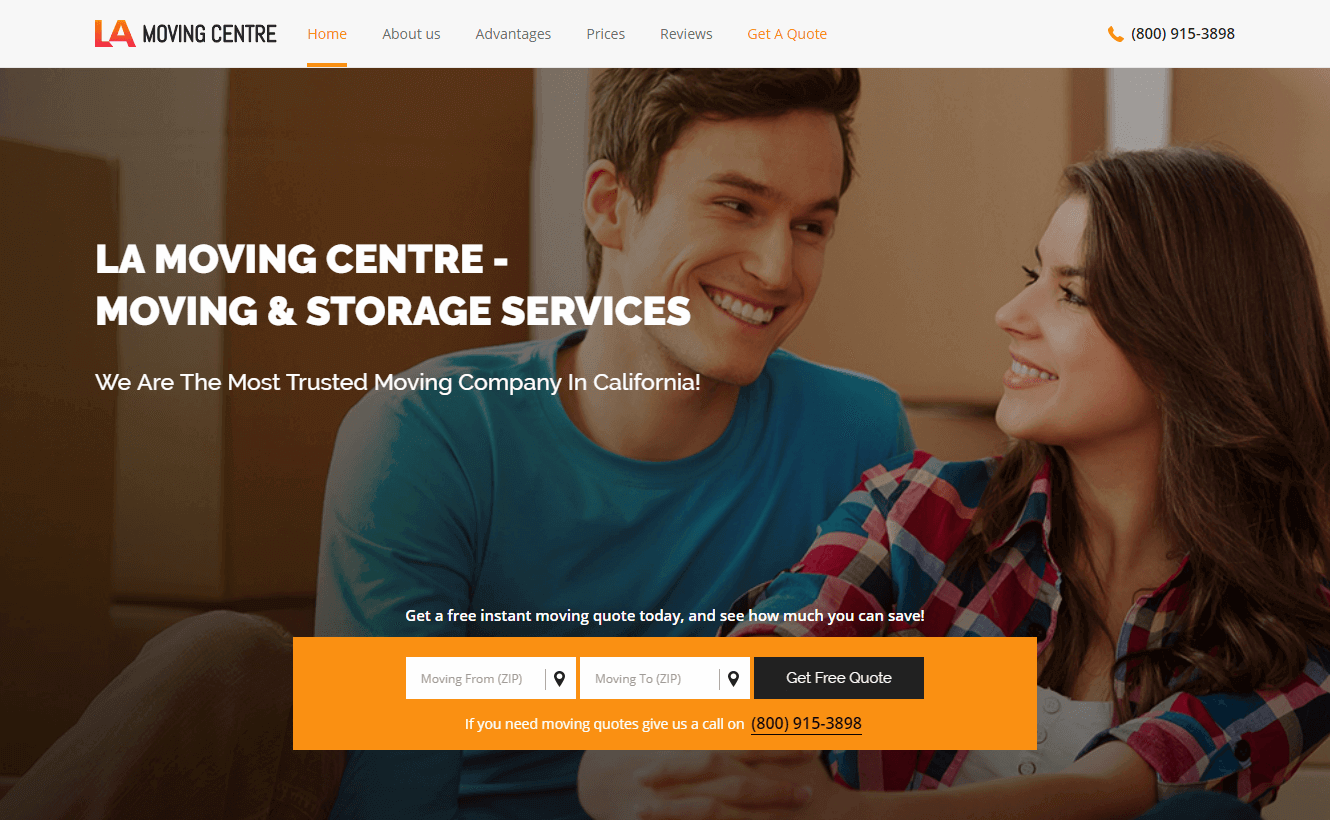 LA MOVING CENTRE
Home
About us
Advantages
Prices
Reviews
Get A Quote
(800) 915-3898
LA MOVING CENTRE -
MOVING & STORAGE SERVICES
We Are The Most Trusted Moving Company In California!
Get a free instant moving quote today, and see how much you can save!
Moving From (ZIP)
Moving To (ZIP)
Get Free Quote
If you need moving quotes give us a call on (800) 915-3898